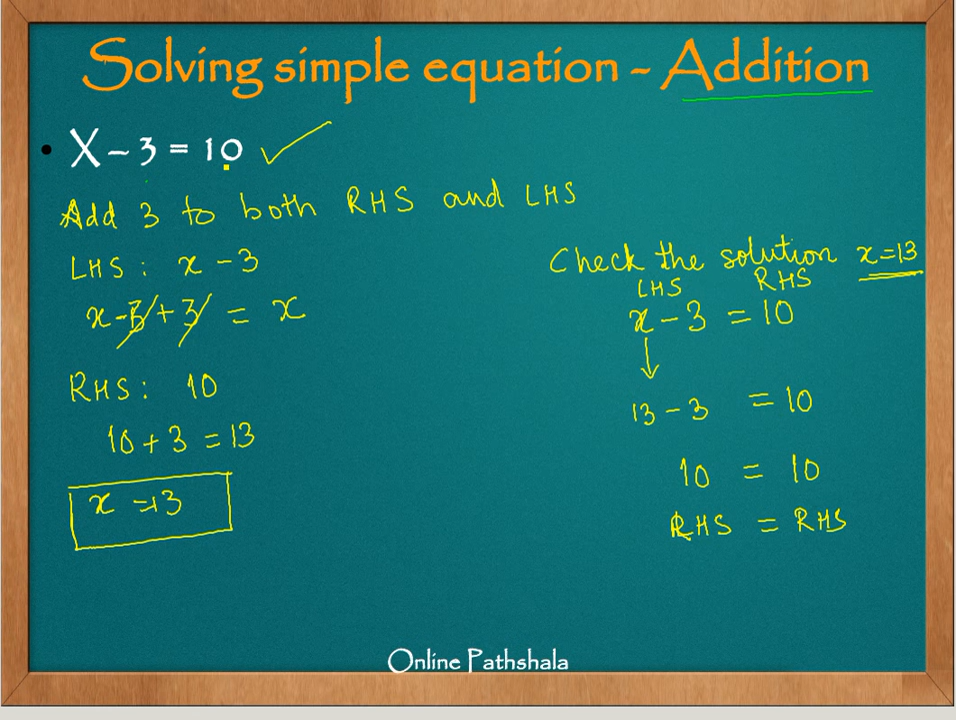 Solving simple equation - Addition
• X – 3 = 10 ✓
Add 3 to both RHS and LHS
LHS : x - 3
x - 3 + 3 = x
RHS : 10
10 + 3 = 13
x = 13
Check the solution x = 13
LHS RHS
x - 3 = 10
↓
13 - 3 = 10
10 = 10
RHS = RHS
Online Pathshala